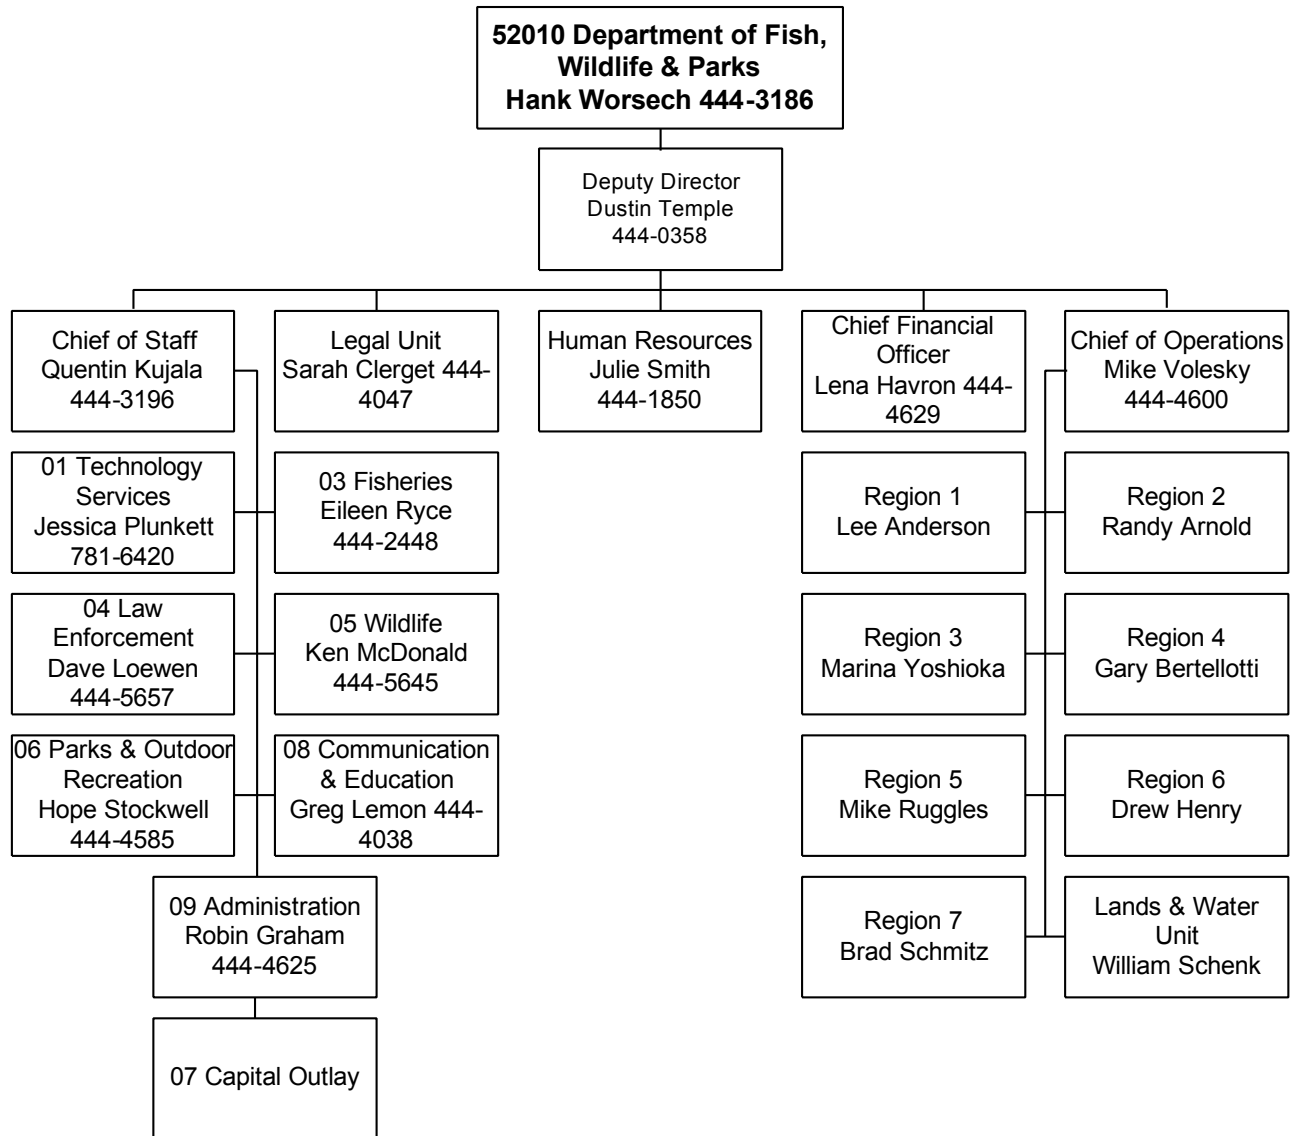 52010 Department of Fish,
Wildlife & Parks
Hank Worsech 444-3186
Deputy Director
Dustin Temple
444-0358
Chief of Staff
Quentin Kujala
444-3196
Legal Unit
Sarah Clerget 444-
4047
Human Resources
Julie Smith
444-1850
Chief Financial
Officer
Lena Havron 444-
4629
Chief of Operations
Mike Volesky
444-4600
01 Technology
Services
Jessica Plunkett
781-6420
03 Fisheries
Eileen Ryce
444-2448
Region 1
Lee Anderson
Region 2
Randy Arnold
04 Law
Enforcement
Dave Loewen
444-5657
05 Wildlife
Ken McDonald
444-5645
Region 3
Marina Yoshioka
Region 4
Gary Bertellotti
06 Parks & Outdoor
Recreation
Hope Stockwell
444-4585
08 Communication
& Education
Greg Lemon 444-
4038
Region 5
Mike Ruggles
Region 6
Drew Henry
09 Administration
Robin Graham
444-4625
Region 7
Brad Schmitz
Lands & Water
Unit
William Schenk
07 Capital Outlay